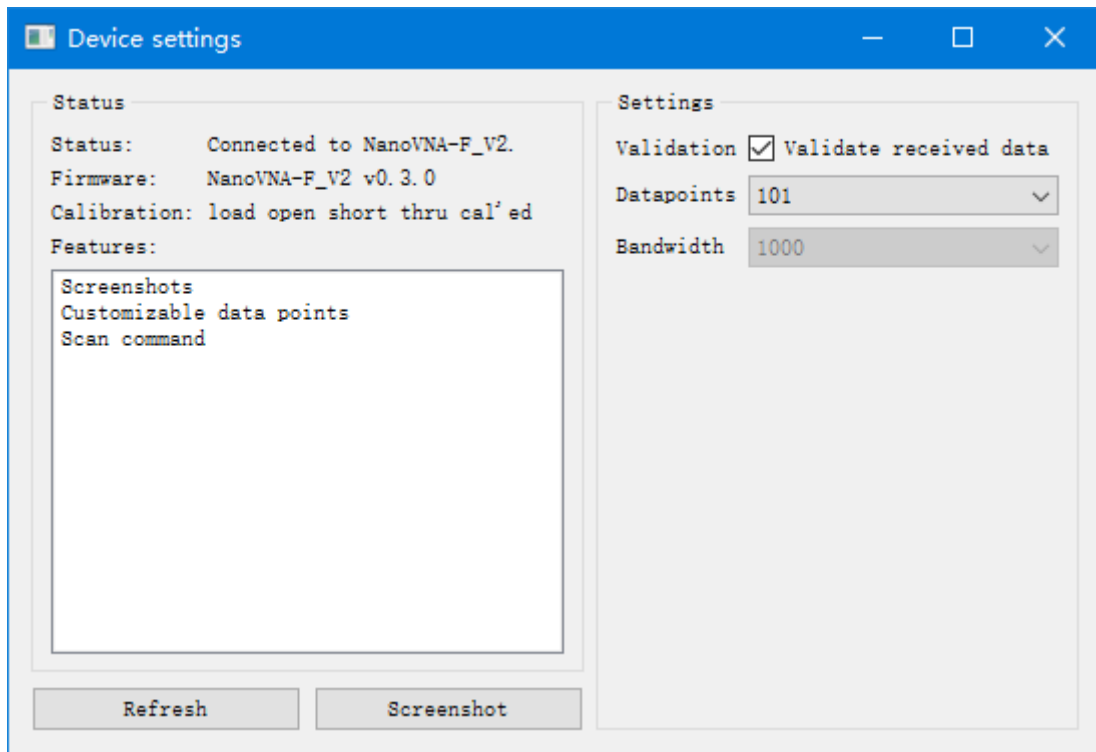 Device settings
Status
Status: Connected to NanoVNA-F_V2.
Firmware: NanoVNA-F_V2 v0.3.0
Calibration: load open short thru cal'ed
Features:
Screenshots
Customizable data points
Scan command
Refresh
Screenshot
Settings
Validation Validate received data
Datapoints 101
Bandwidth 1000